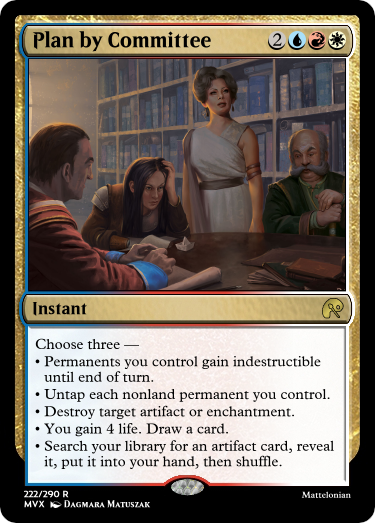 Plan by Committee 2
Instant
Choose three —
• Permanents you control gain indestructible
until end of turn.
• Untap each nonland permanent you control.
• Destroy target artifact or enchantment.
• You gain 4 life. Draw a card.
• Search your library for an artifact card, reveal
it, put it into your hand, then shuffle.
222/290 R
MVX DAGMARA MATUSZAK
Mattelonian